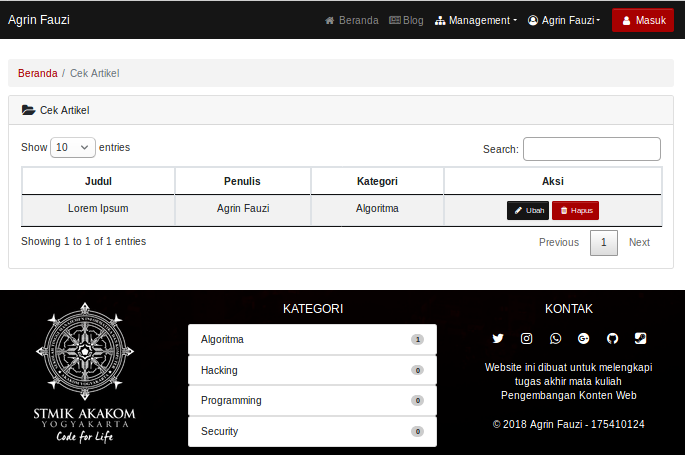 Agrin Fauzi Beranda Blog Management Agrin Fauzi Masuk
Beranda / Cek Artikel
Cek Artikel
Show 10 entries Search:
Judul Penulis Kategori Aksi
Lorem Ipsum Agrin Fauzi Algoritma Ubah Hapus
Showing 1 to 1 of 1 entries Previous 1 Next
STMIK AKAKOM
YOGYAKARTA
Code for Life
KATEGORI
Algoritma 1
Hacking 0
Programming 0
Security 0
KONTAK
Website ini dibuat untuk melengkapi
tugas akhir mata kuliah
Pengembangan Konten Web
© 2018 Agrin Fauzi - 175410124